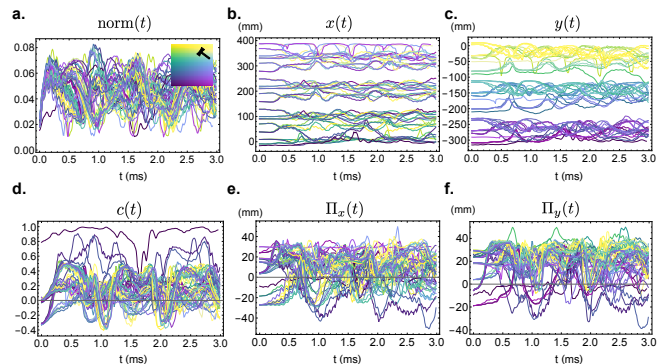 a. norm(t)
0.08
0.06
0.04
0.02
0.00
0.0 0.5 1.0 1.5 2.0 2.5 3.0
t (ms)
b. x(t)
(mm)
400
300
200
100
0
0.0 0.5 1.0 1.5 2.0 2.5 3.0
t (ms)
c. y(t)
(mm)
0
−50
−100
−150
−200
−250
−300
0.0 0.5 1.0 1.5 2.0 2.5 3.0
t (ms)
d. c(t)
1.0
0.8
0.6
0.4
0.2
0.0
−0.2
−0.4
0.0 0.5 1.0 1.5 2.0 2.5 3.0
t (ms)
e. Πx(t)
(mm)
40
20
0
−20
−40
0.0 0.5 1.0 1.5 2.0 2.5 3.0
t (ms)
f. Πy(t)
(mm)
40
20
0
−20
−40
0.0 0.5 1.0 1.5 2.0 2.5 3.0
t (ms)